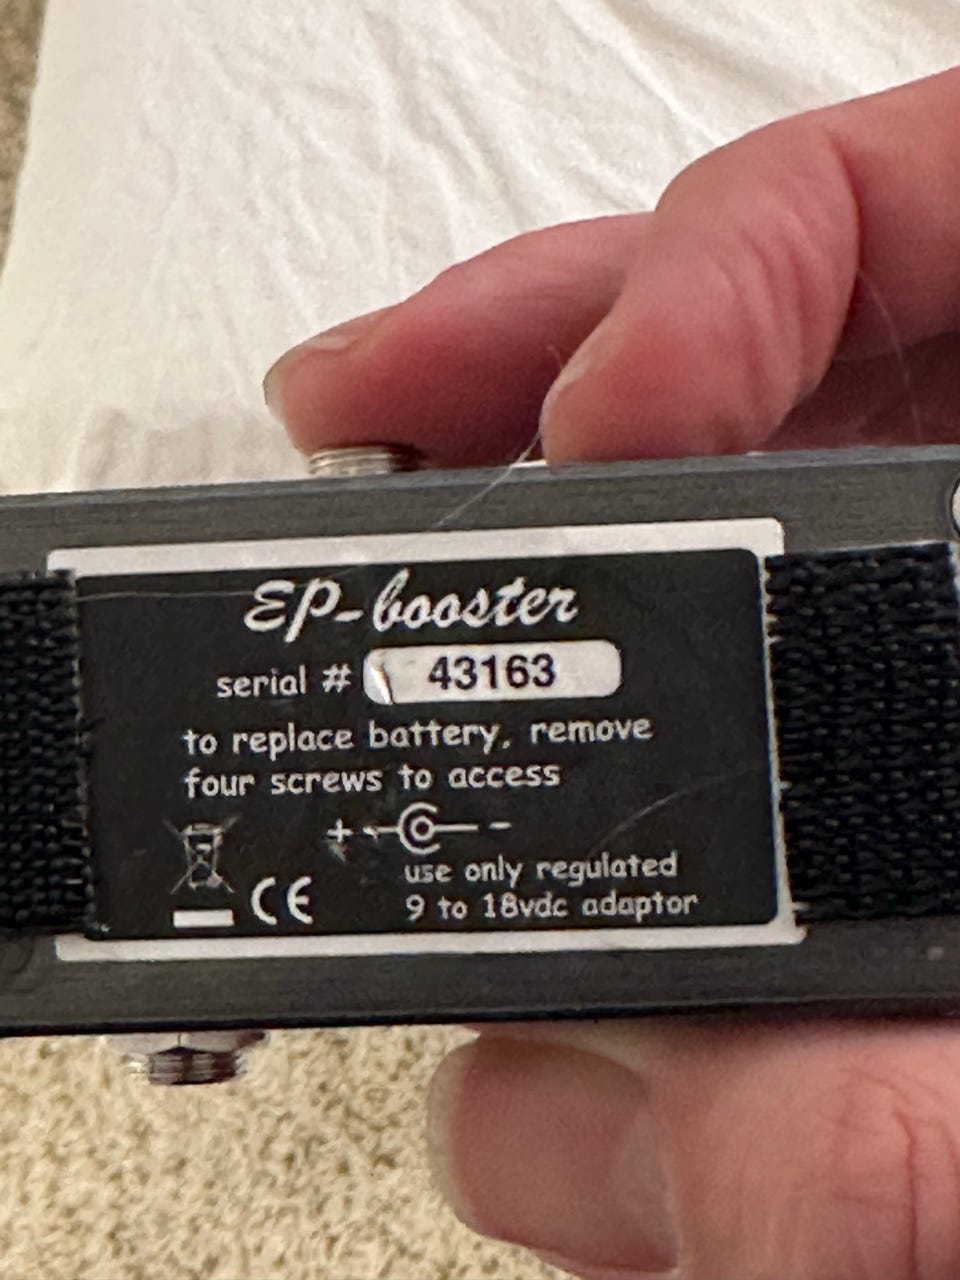 EP-booster
serial # 43163
to replace battery, remove
four screws to access
+ -
CE
use only regulated
9 to 18vdc adaptor